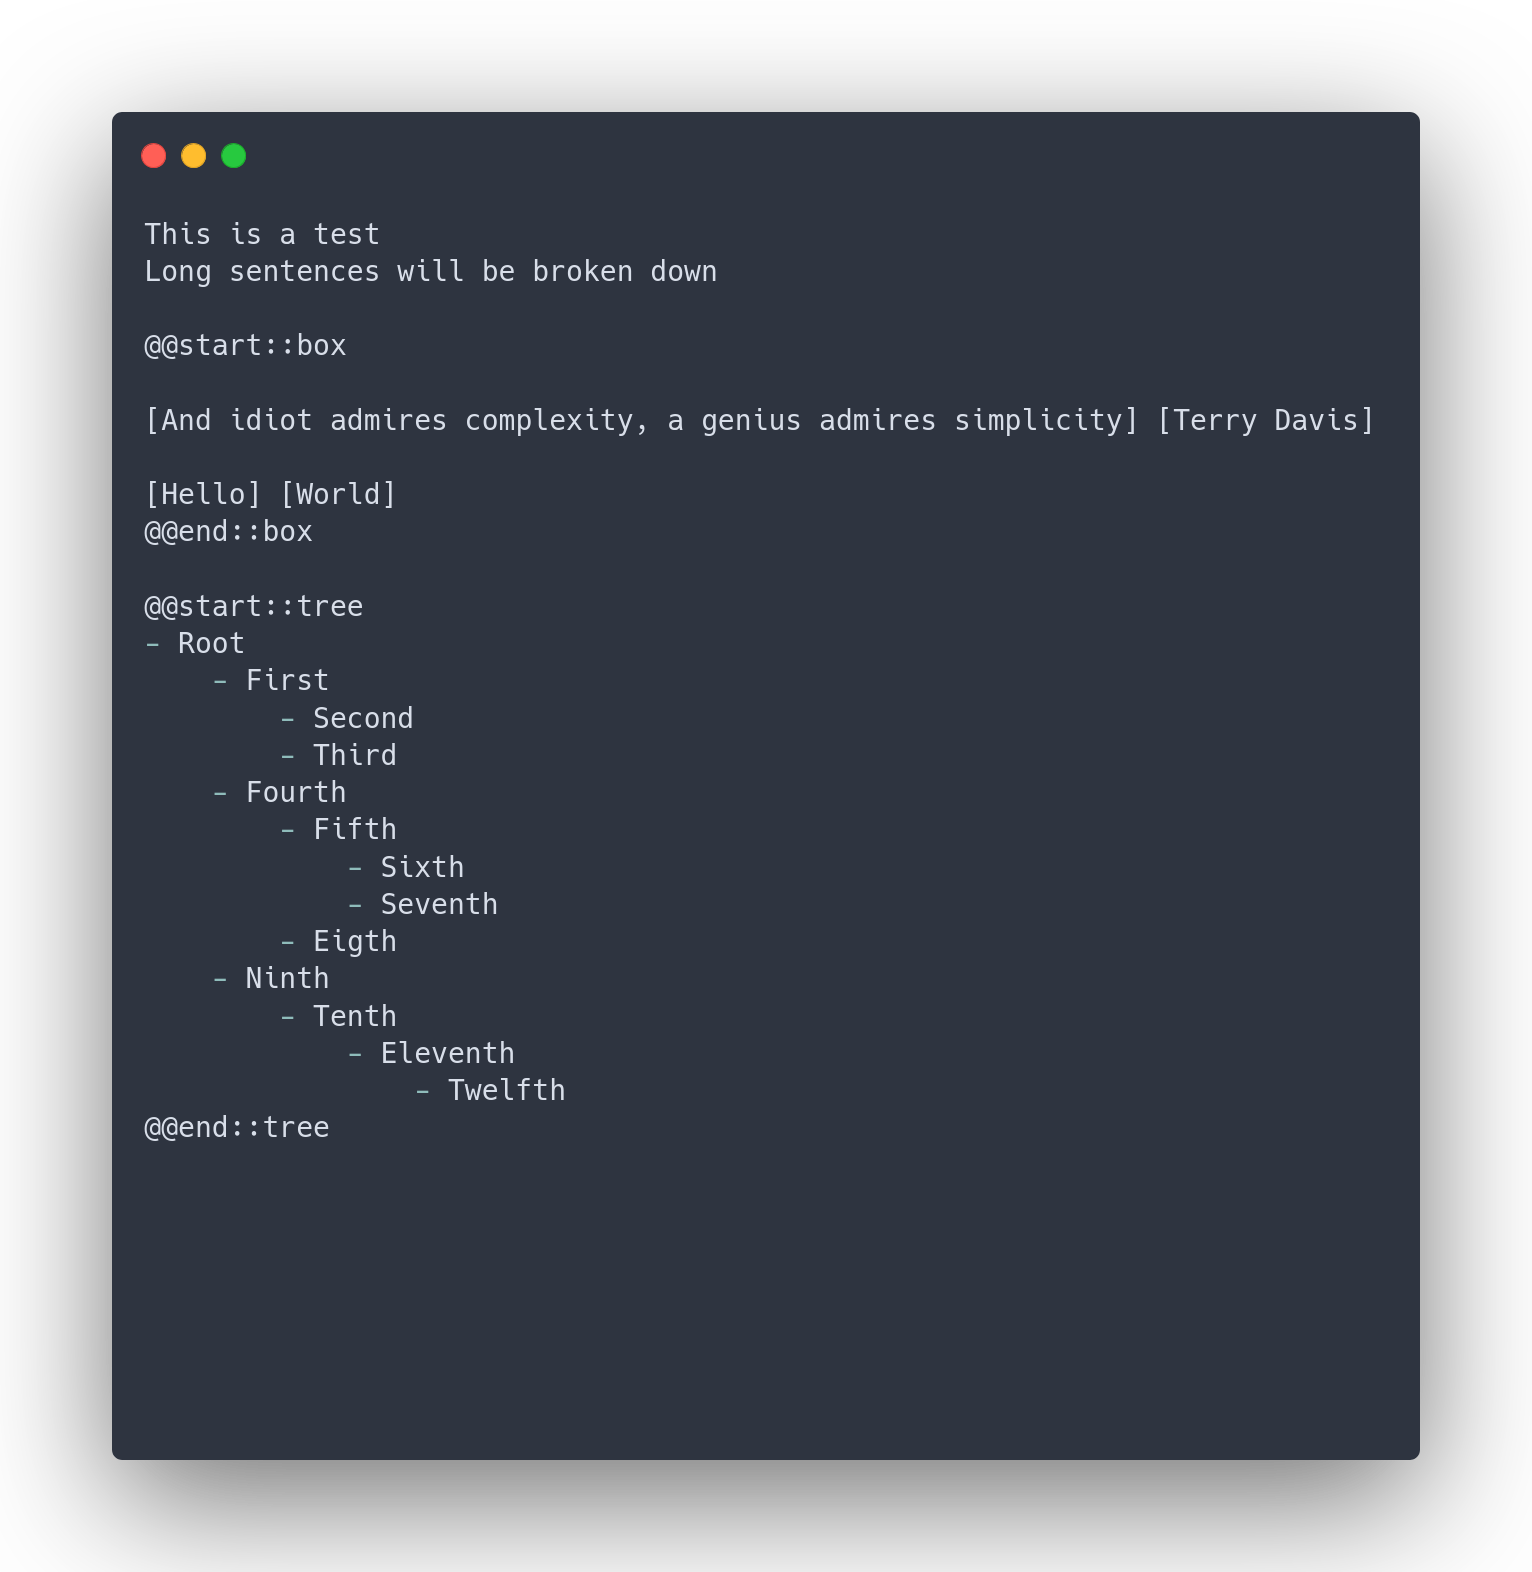 This is a test
Long sentences will be broken down

@@start::box

[And idiot admires complexity, a genius admires simplicity] [Terry Davis]

[Hello] [World]
@@end::box

@@start::tree
- Root
    - First
        - Second
        - Third
    - Fourth
        - Fifth
            - Sixth
            - Seventh
        - Eigth
    - Ninth
        - Tenth
            - Eleventh
                - Twelfth
@@end::tree